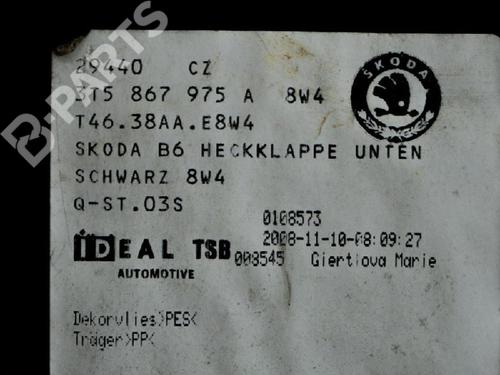 B-PARTS
29440 CZ
SKODA
3T5 867 975 A 8W4
T46.38AA.E8W4
SKODA B6 HECKKLAPPE UNTEN
SCHWARZ 8W4
Q-ST.03S
0108573
IDEAL TSB 2008-11-10-08:09:27
AUTOMOTIVE 008545 Giertlova Marie
Dekorvlies>PES<
Träger>PP<